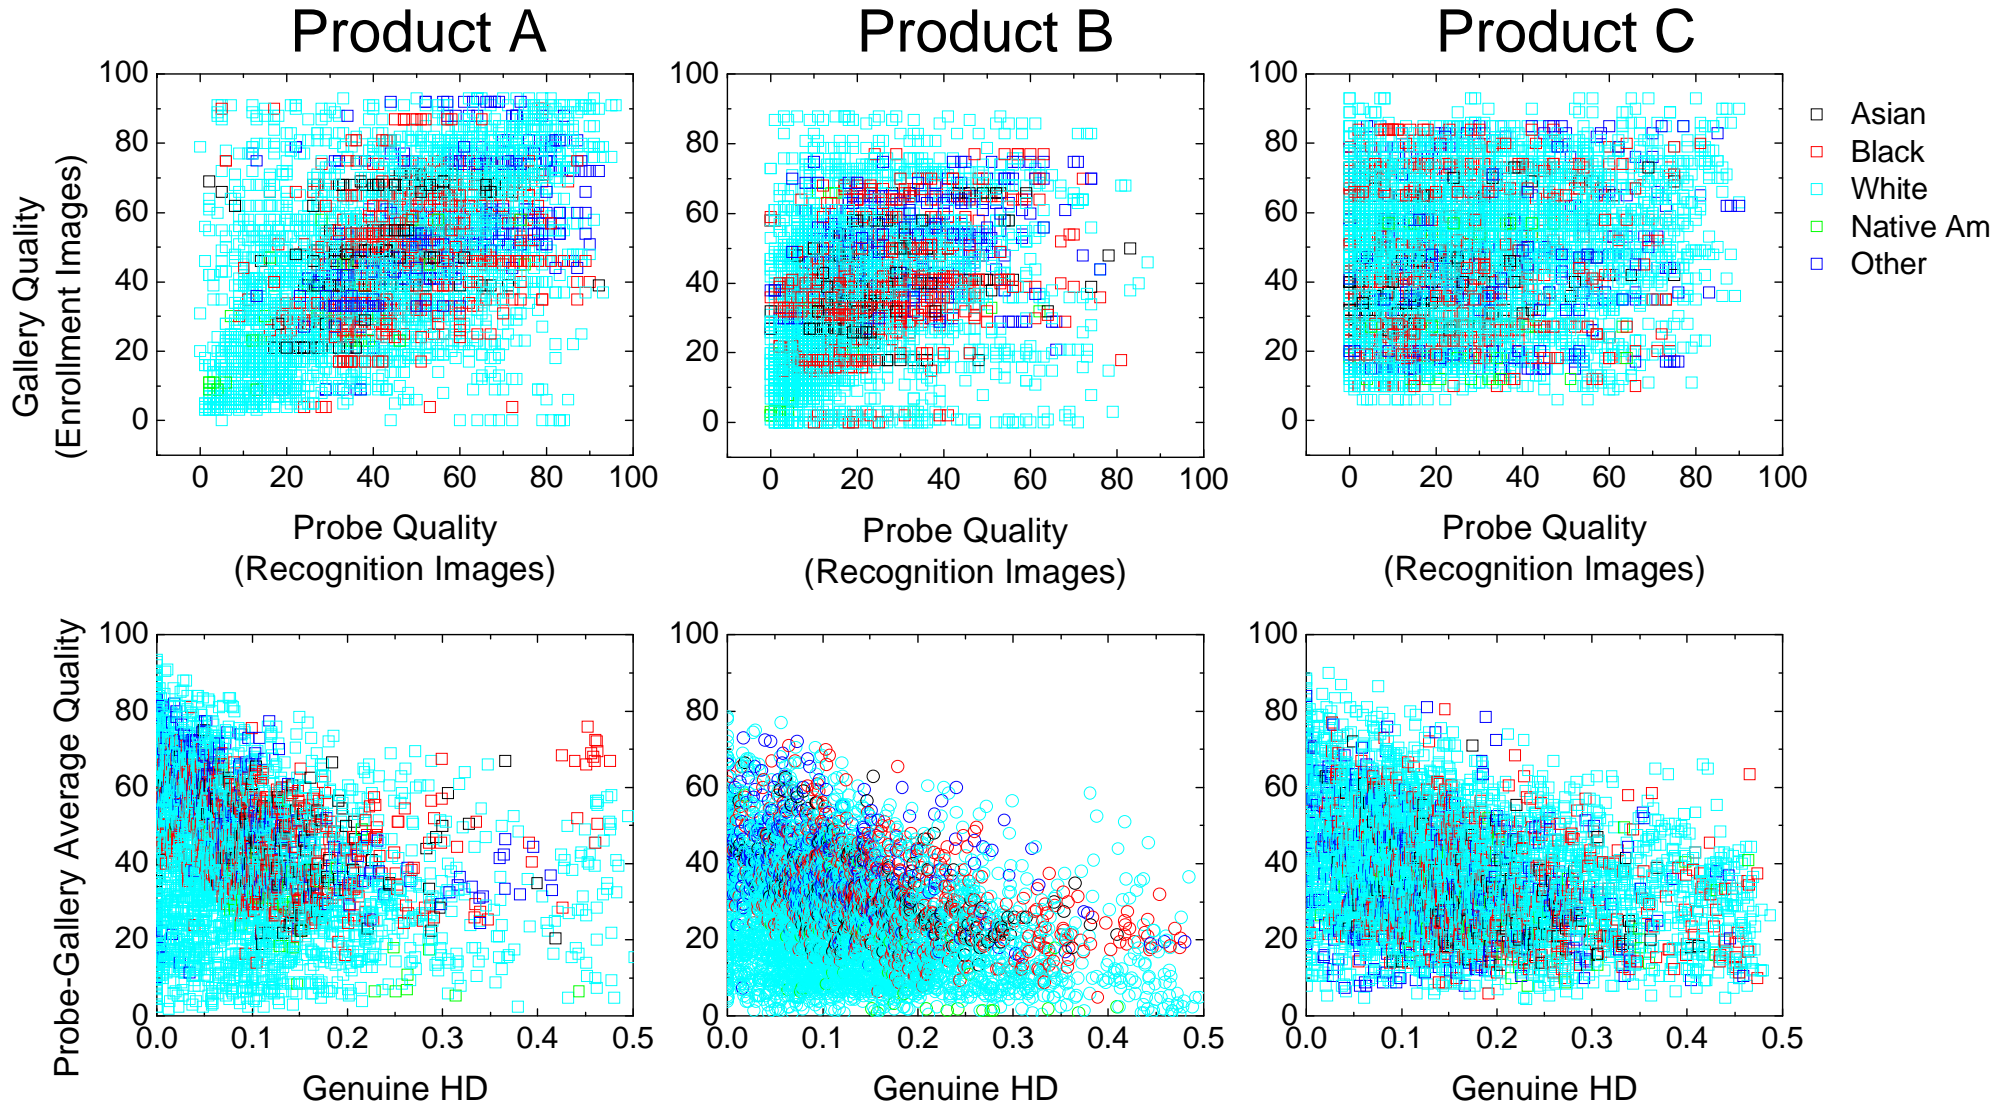 Product A
Product B
Product C
100
80
60
40
20
0
0 20 40 60 80 100
Gallery Quality
(Enrollment Images)
Probe Quality
(Recognition Images)
100
80
60
40
20
0
0 20 40 60 80 100
Probe Quality
(Recognition Images)
100
80
60
40
20
0
0 20 40 60 80 100
Probe Quality
(Recognition Images)
Asian
Black
White
Native Am
Other
100
80
60
40
20
0
0.0 0.1 0.2 0.3 0.4 0.5
Probe-Gallery Average Quality
Genuine HD
100
80
60
40
20
0
0.0 0.1 0.2 0.3 0.4 0.5
Genuine HD
100
80
60
40
20
0
0.0 0.1 0.2 0.3 0.4 0.5
Genuine HD